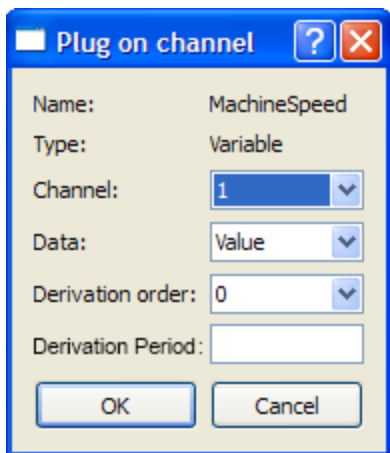 Plug on channel ?
Name: MachineSpeed
Type: Variable
Channel: 1
Data: Value
Derivation order: 0
Derivation Period:
OK Cancel